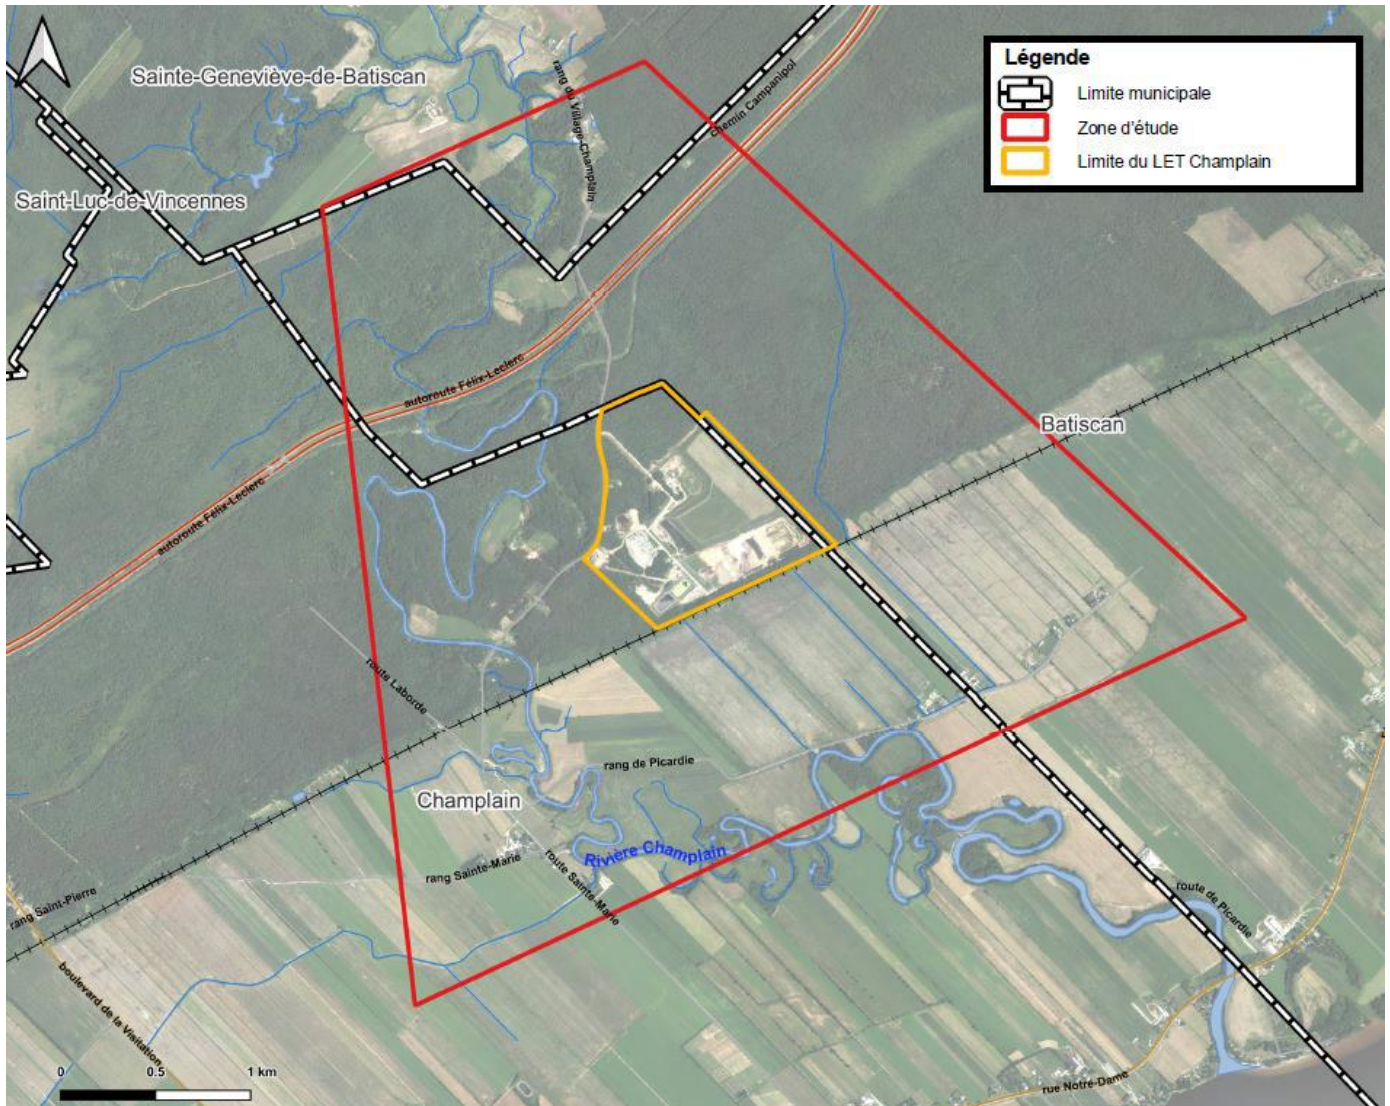 Légende
Limite municipale
Zone d'étude
Limite du LET Champlain
Sainte-Geneviève-de-Batiscan
rang du Village-Champlain
chemin Campanipol
Saint-Luc-de-Vincennes
autoroute Félix-Leclerc
Batiscan
autoroute Félix-Leclerc
route Laborde
rang de Picardie
Champlain
Rivière Champlain
rang Sainte-Marie
route Sainte-Marie
rang Saint-Pierre
route de Picardie
boulevard de la Visitation
rue Notre-Dame
0 0.5 1 km